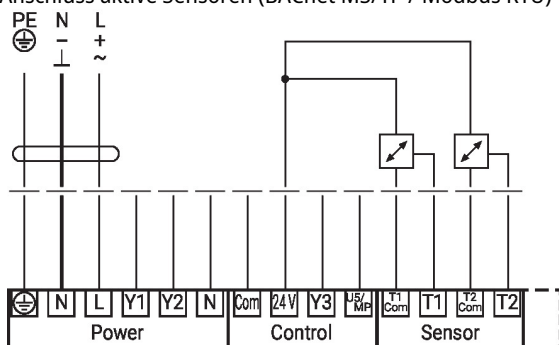 Anschluss aktive Sensoren (BACnet MS/TP / Modbus RTU)
PE N L
– +
⊥ ~
N L Y1 Y2 N Com 24V Y3 U5/MP T1 Com T1 T2 Com T2
Power Control Sensor